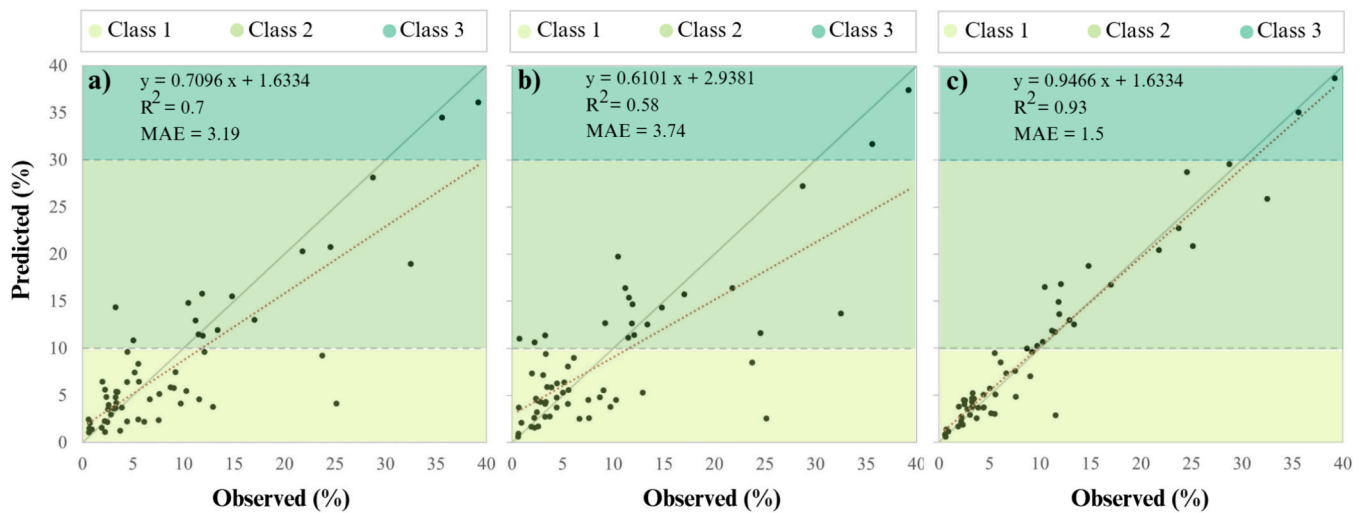 Class 1 Class 2 Class 3
Class 1 Class 2 Class 3
Class 1 Class 2 Class 3
Predicted (%)
40
35
30
25
20
15
10
5
0
a)
y = 0.7096 x + 1.6334
R2 = 0.7
MAE = 3.19
0 5 10 15 20 25 30 35 40
Observed (%)
b)
y = 0.6101 x + 2.9381
R2 = 0.58
MAE = 3.74
0 5 10 15 20 25 30 35 40
Observed (%)
c)
y = 0.9466 x + 1.6334
R2 = 0.93
MAE = 1.5
0 5 10 15 20 25 30 35 40
Observed (%)